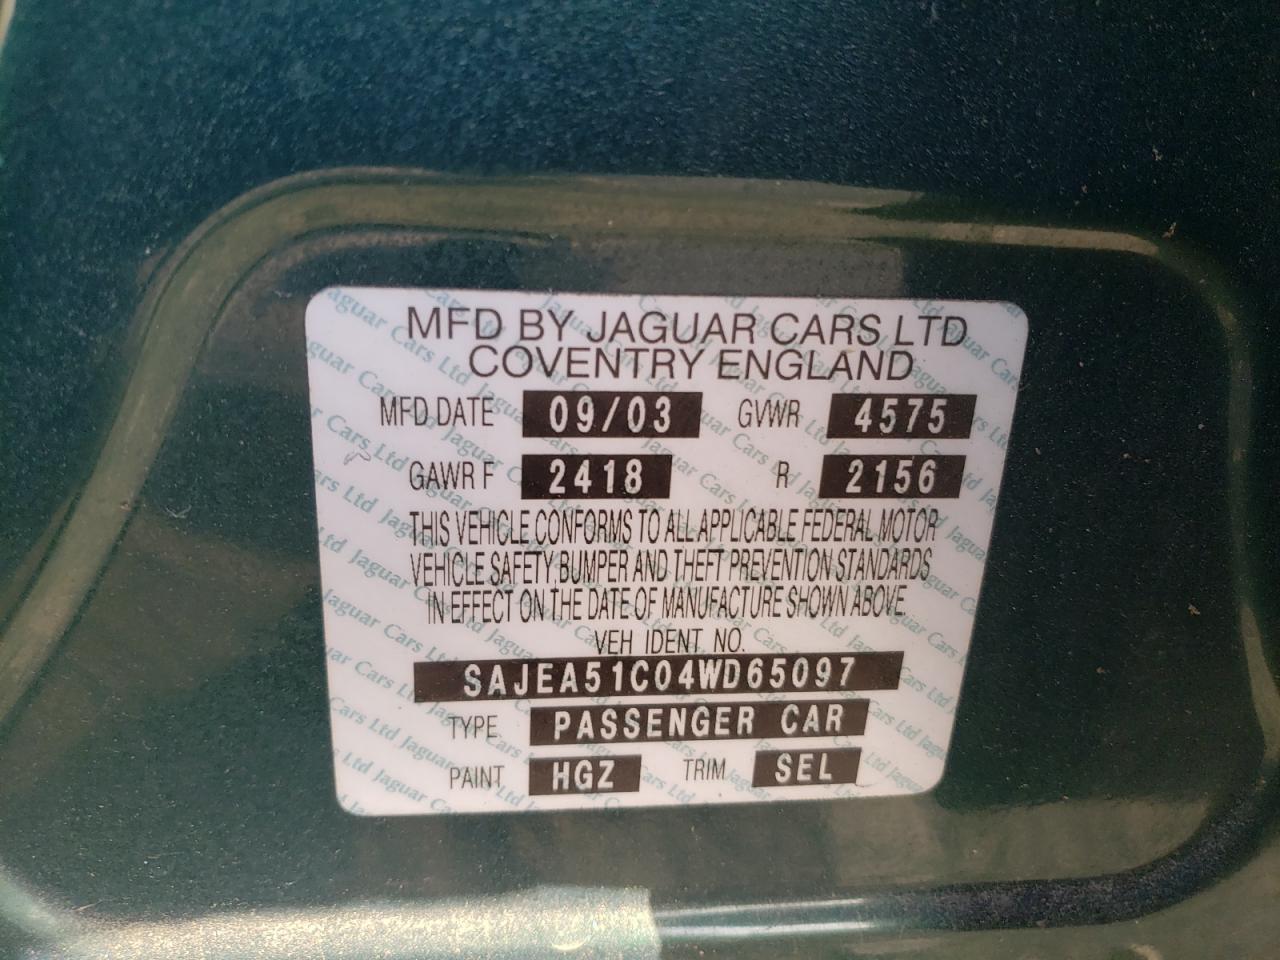 MFD BY JAGUAR CARS LTD
COVENTRY ENGLAND
MFD DATE 09/03 GVWR 4575
GAWR F 2418 R 2156
THIS VEHICLE CONFORMS TO ALL APPLICABLE FEDERAL MOTOR
VEHICLE SAFETY, BUMPER AND THEFT PREVENTION STANDARDS
IN EFFECT ON THE DATE OF MANUFACTURE SHOWN ABOVE.
VEH IDENT NO.
SAJEA51C04WD65097
TYPE PASSENGER CAR
PAINT HGZ TRIM SEL